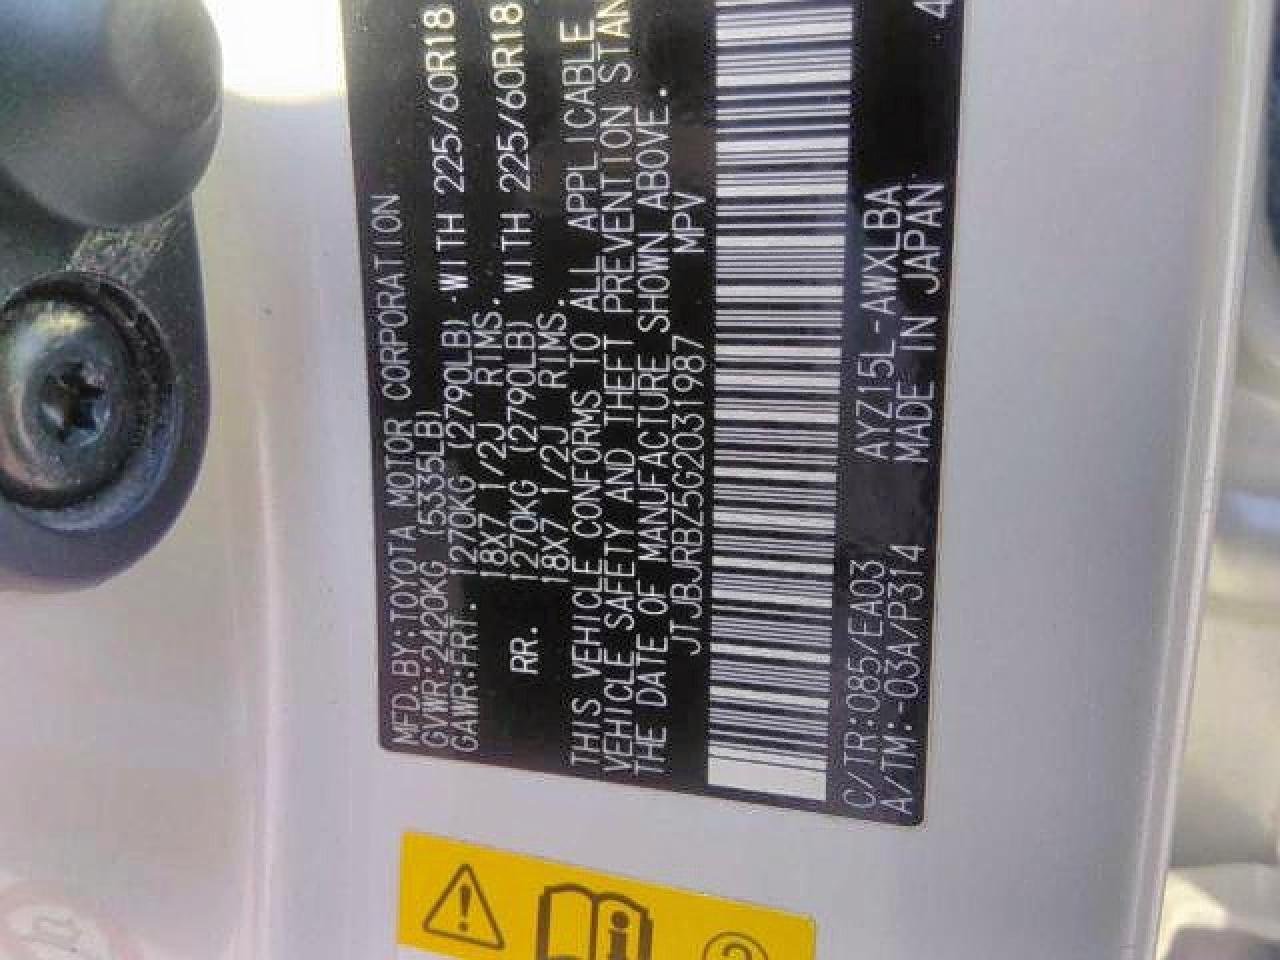 MFD.BY:TOYOTA MOTOR CORPORATION
GVWR:2420KG (5335LB)
GAWR:FRT. 1270KG (2790LB) WITH 225/60R18
18X7 1/2J RIMS.
RR. 1270KG (2790LB) WITH 225/60R18
18X7 1/2J RIMS.
THIS VEHICLE CONFORMS TO ALL APPLICABLE
VEHICLE SAFETY AND THEFT PREVENTION STAN
THE DATE OF MANUFACTURE SHOWN ABOVE.
JTJBJRBZ5G2031987 MPV
C/TR:085/EA03 AYZ15L-AWXLBA
A/TM:-03A/P314 MADE IN JAPAN 4